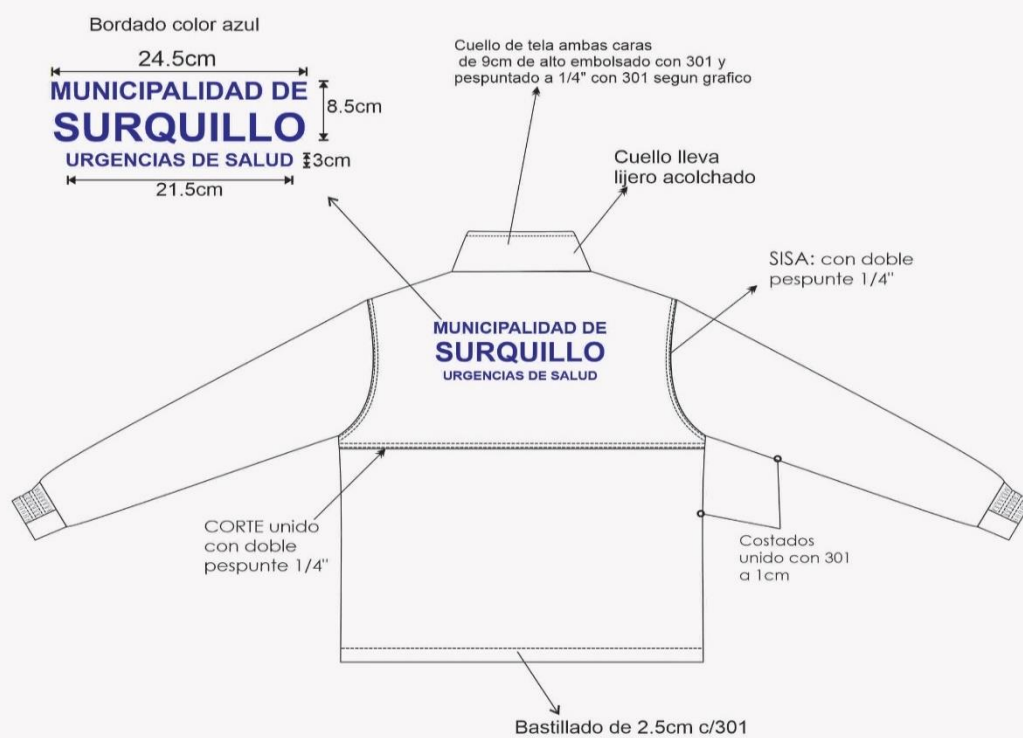 Bordado color azul
24.5cm
MUNICIPALIDAD DE
SURQUILLO
URGENCIAS DE SALUD
8.5cm
3cm
21.5cm
Cuello de tela ambas caras
de 9cm de alto embolsado con 301 y
pespuntado a 1/4" con 301 segun grafico
Cuello lleva
lijero acolchado
SISA: con doble
pespunte 1/4"
MUNICIPALIDAD DE
SURQUILLO
URGENCIAS DE SALUD
CORTE unido
con doble
pespunte 1/4"
Costados
unido con 301
a 1cm
Bastillado de 2.5cm c/301